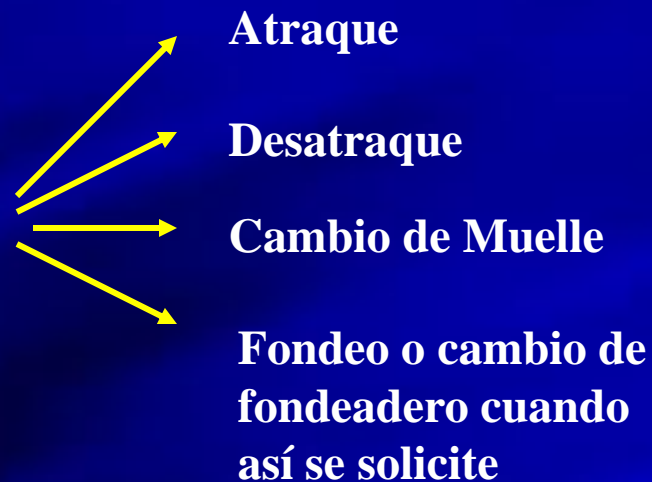 Atraque
Desatraque
Cambio de Muelle
Fondeo o cambio de
fondeadero cuando
así se solicite